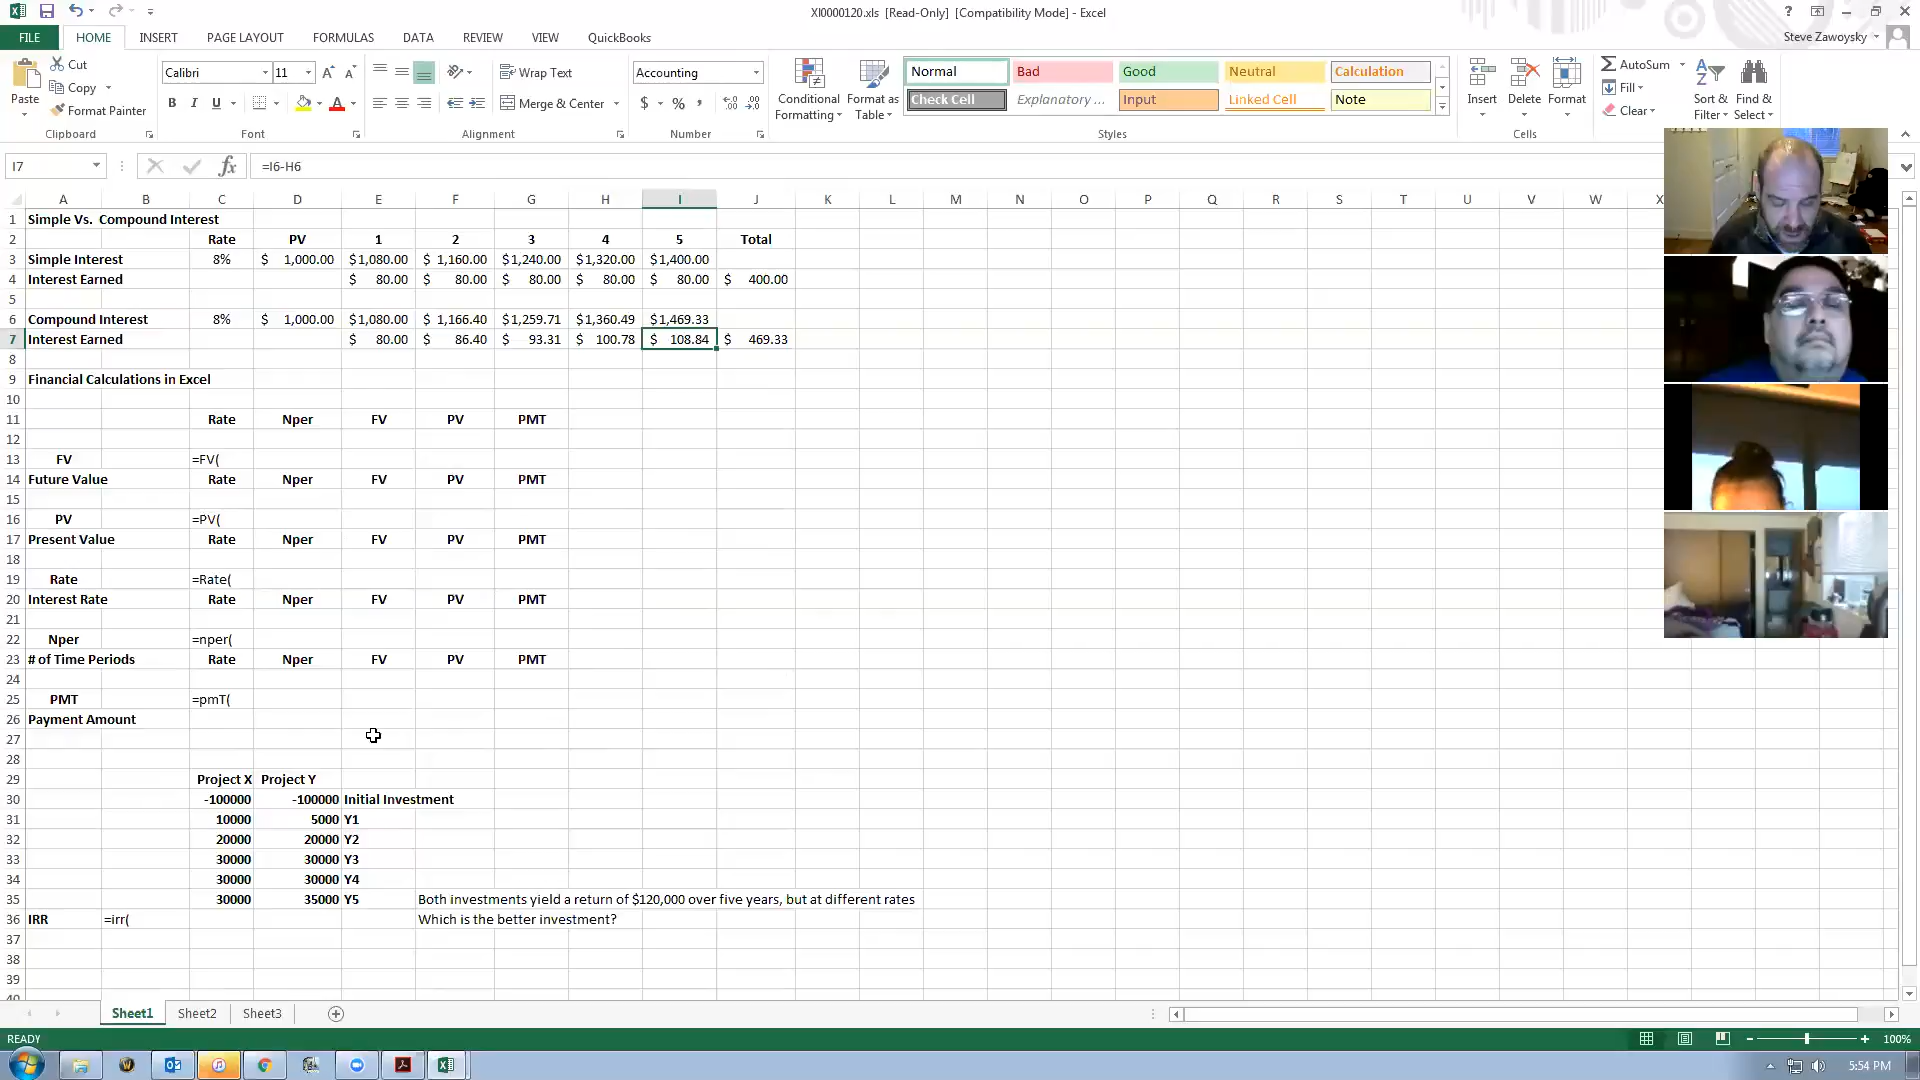 XI0000120.xls [Read-Only] [Compatibility Mode] - Excel
FILE HOME INSERT PAGE LAYOUT FORMULAS DATA REVIEW VIEW QuickBooks Steve Zawoysky
Cut
Copy
Format Painter
Paste
Clipboard
Calibri 11
B I U A
Font
Wrap Text
Merge & Center
Alignment
Accounting
$ % ,
Number
Conditional Formatting
Format as Table
Normal Bad Good Neutral Calculation
Check Cell Explanatory ... Input Linked Cell Note
Styles
Insert Delete Format
Cells
AutoSum
Fill
Clear
Sort & Filter
Find & Select
I7 fx =I6-H6
A B C D E F G H I J K L M N O P Q R S T U V W X
1 Simple Vs. Compound Interest
2 Rate PV 1 2 3 4 5 Total
3 Simple Interest 8% $ 1,000.00 $1,080.00 $ 1,160.00 $ 1,240.00 $ 1,320.00 $1,400.00
4 Interest Earned $ 80.00 $ 80.00 $ 80.00 $ 80.00 $ 80.00 $ 400.00
5
6 Compound Interest 8% $ 1,000.00 $1,080.00 $ 1,166.40 $ 1,259.71 $ 1,360.49 $1,469.33
7 Interest Earned $ 80.00 $ 86.40 $ 93.31 $ 100.78 $ 108.84 $ 469.33
8
9 Financial Calculations in Excel
10
11 Rate Nper FV PV PMT
12
13 FV =FV(
14 Future Value Rate Nper FV PV PMT
15
16 PV =PV(
17 Present Value Rate Nper FV PV PMT
18
19 Rate =Rate(
20 Interest Rate Rate Nper FV PV PMT
21
22 Nper =nper(
23 # of Time Periods Rate Nper FV PV PMT
24
25 PMT =pmT(
26 Payment Amount
27
28
29 Project X Project Y
30 -100000 -100000 Initial Investment
31 10000 5000 Y1
32 20000 20000 Y2
33 30000 30000 Y3
34 30000 30000 Y4
35 30000 35000 Y5 Both investments yield a return of $120,000 over five years, but at different rates
36 IRR =irr( Which is the better investment?
37
38
39
40
Sheet1 Sheet2 Sheet3
READY 100%
5:54 PM